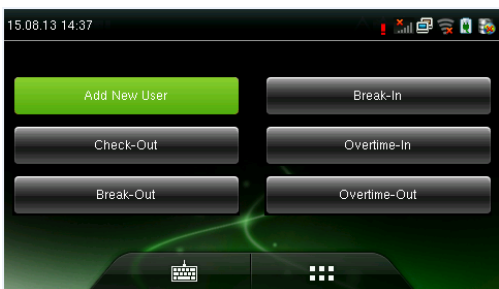 15.08.13 14:37
Add New User
Break-In
Check-Out
Overtime-In
Break-Out
Overtime-Out